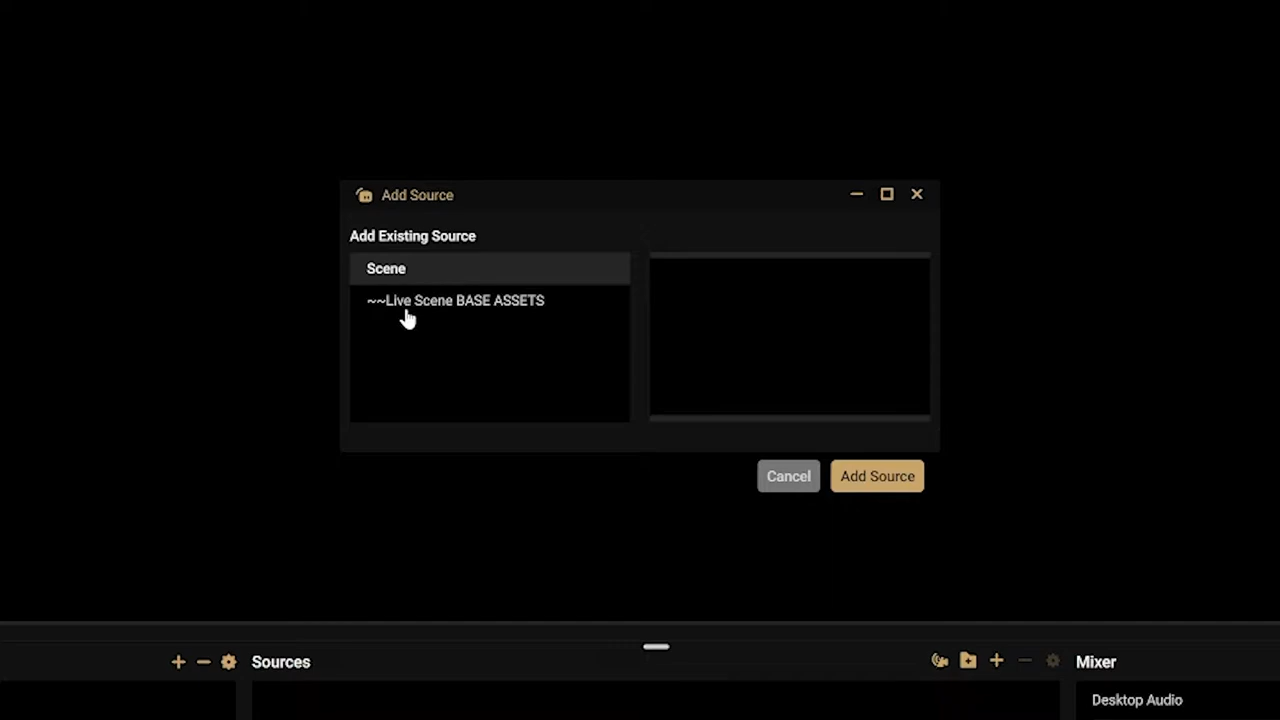 Add Source
Add Existing Source
Scene
~~Live Scene BASE ASSETS
Cancel
Add Source
Sources
Mixer
Desktop Audio